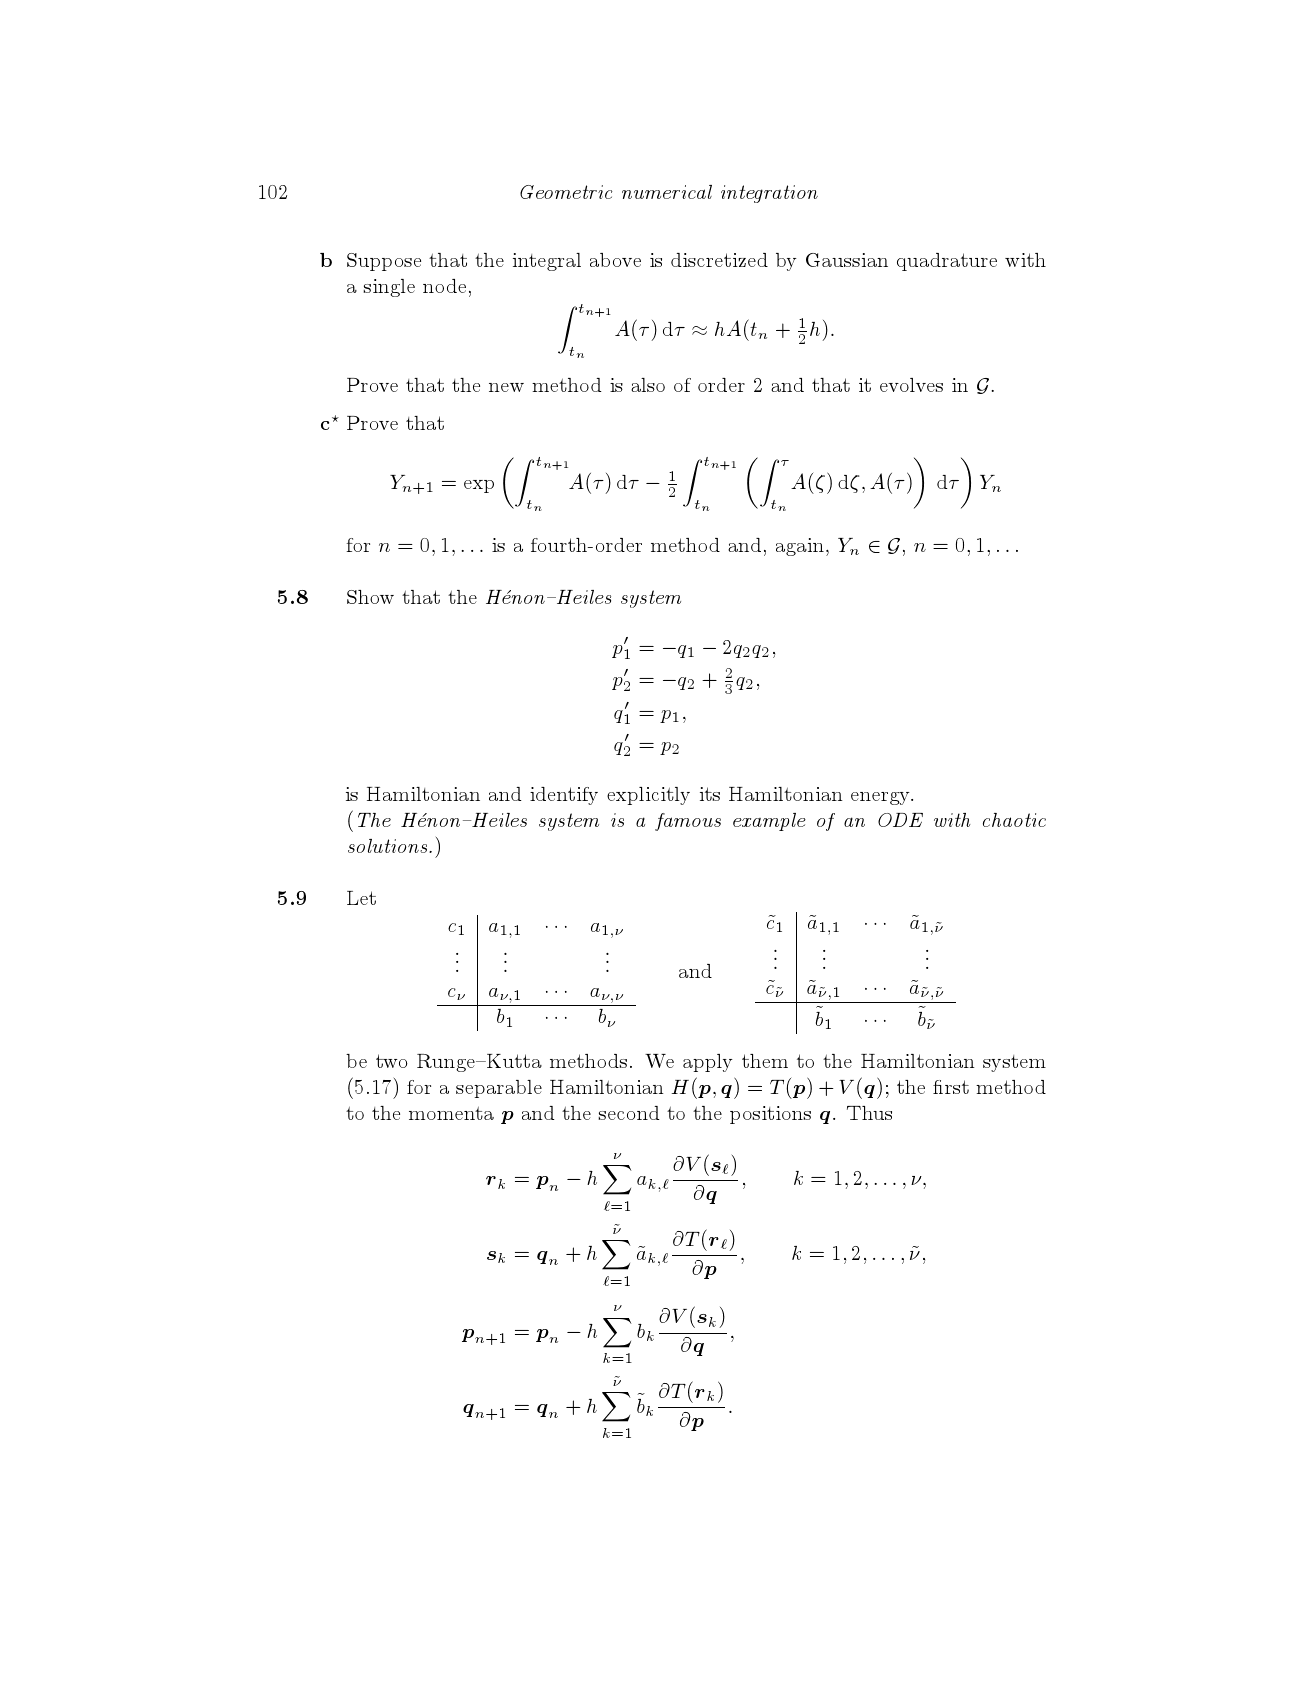 102 Geometric numerical integration
b Suppose that the integral above is discretized by Gaussian quadrature with
a single node,
$\int_{t_n}^{t_{n+1}} A(\tau)\,\mathrm{d}\tau \approx hA(t_n + \frac{1}{2}h).$
Prove that the new method is also of order 2 and that it evolves in $\mathcal{G}$.
c* Prove that
$Y_{n+1} = \exp\left(\int_{t_n}^{t_{n+1}} A(\tau)\,\mathrm{d}\tau - \frac{1}{2}\int_{t_n}^{t_{n+1}}\left(\int_{t_n}^{\tau} A(\zeta)\,\mathrm{d}\zeta, A(\tau)\right)\,\mathrm{d}\tau\right) Y_n$
for $n = 0, 1, \ldots$ is a fourth-order method and, again, $Y_n \in \mathcal{G}$, $n = 0, 1, \ldots$
5.8 Show that the Hénon–Heiles system
$p_1' = -q_1 - 2q_2q_2,$
$p_2' = -q_2 + \frac{2}{3}q_2,$
$q_1' = p_1,$
$q_2' = p_2$
is Hamiltonian and identify explicitly its Hamiltonian energy.
(The Hénon–Heiles system is a famous example of an ODE with chaotic
solutions.)
5.9 Let
$\begin{array}{c|ccc} c_1 & a_{1,1} & \cdots & a_{1,\nu} \\ \vdots & \vdots & & \vdots \\ c_\nu & a_{\nu,1} & \cdots & a_{\nu,\nu} \\ \hline & b_1 & \cdots & b_\nu \end{array}$ and $\begin{array}{c|ccc} \tilde{c}_1 & \tilde{a}_{1,1} & \cdots & \tilde{a}_{1,\tilde{\nu}} \\ \vdots & \vdots & & \vdots \\ \tilde{c}_{\tilde{\nu}} & \tilde{a}_{\tilde{\nu},1} & \cdots & \tilde{a}_{\tilde{\nu},\tilde{\nu}} \\ \hline & \tilde{b}_1 & \cdots & \tilde{b}_{\tilde{\nu}} \end{array}$
be two Runge–Kutta methods. We apply them to the Hamiltonian system
(5.17) for a separable Hamiltonian $H(\boldsymbol{p}, \boldsymbol{q}) = T(\boldsymbol{p}) + V(\boldsymbol{q})$; the first method
to the momenta $\boldsymbol{p}$ and the second to the positions $\boldsymbol{q}$. Thus
$\boldsymbol{r}_k = \boldsymbol{p}_n - h\sum_{\ell=1}^{\nu} a_{k,\ell}\frac{\partial V(\boldsymbol{s}_\ell)}{\partial \boldsymbol{q}}, \qquad k = 1, 2, \ldots, \nu,$
$\boldsymbol{s}_k = \boldsymbol{q}_n + h\sum_{\ell=1}^{\tilde{\nu}} \tilde{a}_{k,\ell}\frac{\partial T(\boldsymbol{r}_\ell)}{\partial \boldsymbol{p}}, \qquad k = 1, 2, \ldots, \tilde{\nu},$
$\boldsymbol{p}_{n+1} = \boldsymbol{p}_n - h\sum_{k=1}^{\nu} b_k\frac{\partial V(\boldsymbol{s}_k)}{\partial \boldsymbol{q}},$
$\boldsymbol{q}_{n+1} = \boldsymbol{q}_n + h\sum_{k=1}^{\tilde{\nu}} \tilde{b}_k\frac{\partial T(\boldsymbol{r}_k)}{\partial \boldsymbol{p}}.$